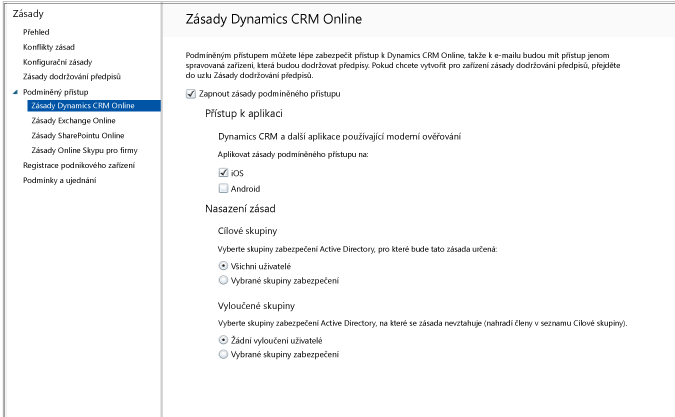 Zásady
Přehled
Konflikty zásad
Konfigurační zásady
Zásady dodržování předpisů
Podmíněný přístup
Zásady Dynamics CRM Online
Zásady Exchange Online
Zásady SharePointu Online
Zásady Online Skypu pro firmy
Registrace podnikového zařízení
Podmínky a ujednání
Zásady Dynamics CRM Online
Podmíněným přístupem můžete lépe zabezpečit přístup k Dynamics CRM Online, takže k e-mailu budou mít přístup jenom
spravovaná zařízení, která budou dodržovat předpisy. Pokud chcete vytvořit pro zařízení zásady dodržování předpisů, přejděte
do uzlu Zásady dodržování předpisů.
Zapnout zásady podmíněného přístupu
Přístup k aplikaci
Dynamics CRM a další aplikace používající moderní ověřování
Aplikovat zásady podmíněného přístupu na:
iOS
Android
Nasazení zásad
Cílové skupiny
Vyberte skupiny zabezpečení Active Directory, pro které bude tato zásada určená:
Všichni uživatelé
Vybrané skupiny zabezpečení
Vyloučené skupiny
Vyberte skupiny zabezpečení Active Directory, na které se zásada nevztahuje (nahradí členy v seznamu Cílové skupiny).
Žádní vyloučení uživatelé
Vybrané skupiny zabezpečení